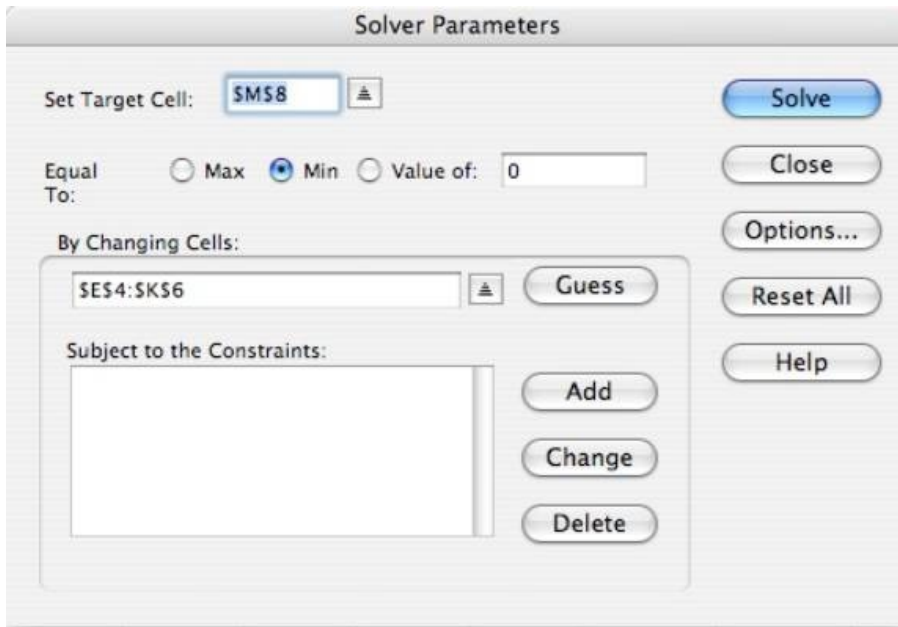 Solver Parameters
Set Target Cell: $M$8
Solve
Equal To: Max Min Value of: 0
Close
By Changing Cells:
Options...
$E$4:$K$6 Guess
Reset All
Subject to the Constraints:
Help
Add
Change
Delete